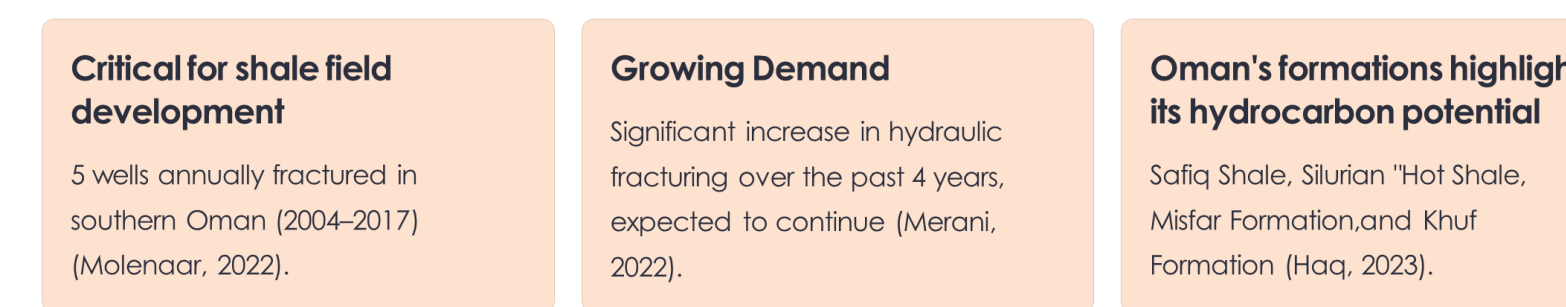 Critical for shale field
development
5 wells annually fractured in
southern Oman (2004–2017)
(Molenaar, 2022).
Growing Demand
Significant increase in hydraulic
fracturing over the past 4 years,
expected to continue (Merani,
2022).
Oman's formations highligh
its hydrocarbon potential
Safiq Shale, Silurian "Hot Shale,
Misfar Formation,and Khuf
Formation (Haq, 2023).